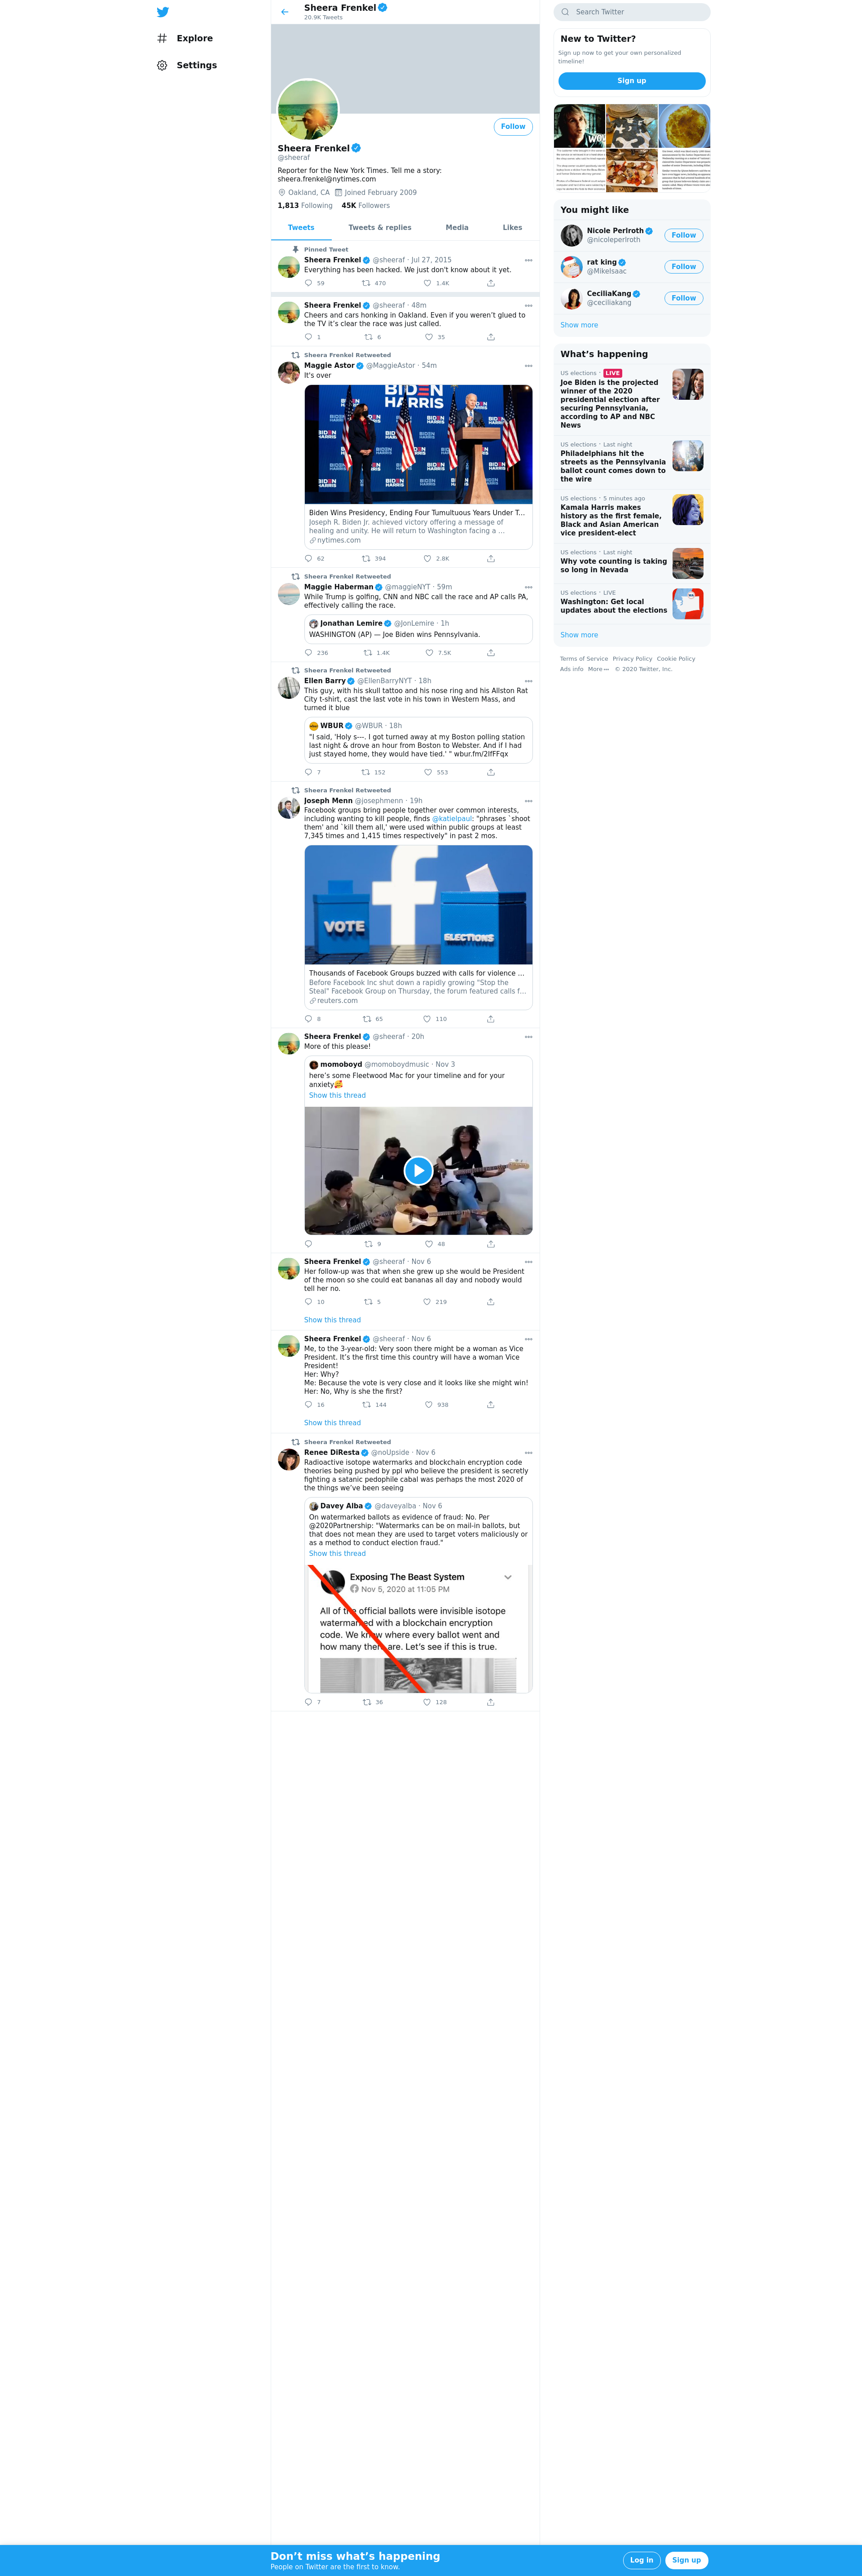 Explore
Settings
Sheera Frenkel
20.9K Tweets
Follow
Sheera Frenkel
@sheeraf
Reporter for the New York Times. Tell me a story:
sheera.frenkel@nytimes.com
Oakland, CA Joined February 2009
1,813 Following 45K Followers
Tweets Tweets & replies Media Likes
Pinned Tweet
Sheera Frenkel @sheeraf · Jul 27, 2015
Everything has been hacked. We just don't know about it yet.
59 470 1.4K
Sheera Frenkel @sheeraf · 48m
Cheers and cars honking in Oakland. Even if you weren’t glued to
the TV it’s clear the race was just called.
1 6 35
Sheera Frenkel Retweeted
Maggie Astor @MaggieAstor · 54m
It's over
BIDEN
HARRIS
Biden Wins Presidency, Ending Four Tumultuous Years Under T...
Joseph R. Biden Jr. achieved victory offering a message of
healing and unity. He will return to Washington facing a ...
nytimes.com
62 394 2.8K
Sheera Frenkel Retweeted
Maggie Haberman @maggieNYT · 59m
While Trump is golfing, CNN and NBC call the race and AP calls PA,
effectively calling the race.
Jonathan Lemire @JonLemire · 1h
WASHINGTON (AP) — Joe Biden wins Pennsylvania.
236 1.4K 7.5K
Sheera Frenkel Retweeted
Ellen Barry @EllenBarryNYT · 18h
This guy, with his skull tattoo and his nose ring and his Allston Rat
City t-shirt, cast the last vote in his town in Western Mass, and
turned it blue
WBUR @WBUR · 18h
"I said, 'Holy s---. I got turned away at my Boston polling station
last night & drove an hour from Boston to Webster. And if I had
just stayed home, they would have tied.' " wbur.fm/2IfFFqx
7 152 553
Sheera Frenkel Retweeted
Joseph Menn @josephmenn · 19h
Facebook groups bring people together over common interests,
including wanting to kill people, finds @katielpaul: "phrases `shoot
them' and `kill them all,' were used within public groups at least
7,345 times and 1,415 times respectively" in past 2 mos.
VOTE
ELECTIONS
Thousands of Facebook Groups buzzed with calls for violence ...
Before Facebook Inc shut down a rapidly growing “Stop the
Steal” Facebook Group on Thursday, the forum featured calls f...
reuters.com
8 65 110
Sheera Frenkel @sheeraf · 20h
More of this please!
momoboyd @momoboydmusic · Nov 3
here’s some Fleetwood Mac for your timeline and for your
anxiety🥰
Show this thread
9 48
Sheera Frenkel @sheeraf · Nov 6
Her follow-up was that when she grew up she would be President
of the moon so she could eat bananas all day and nobody would
tell her no.
10 5 219
Show this thread
Sheera Frenkel @sheeraf · Nov 6
Me, to the 3-year-old: Very soon there might be a woman as Vice
President. It’s the first time this country will have a woman Vice
President!
Her: Why?
Me: Because the vote is very close and it looks like she might win!
Her: No, Why is she the first?
16 144 938
Show this thread
Sheera Frenkel Retweeted
Renee DiResta @noUpside · Nov 6
Radioactive isotope watermarks and blockchain encryption code
theories being pushed by ppl who believe the president is secretly
fighting a satanic pedophile cabal was perhaps the most 2020 of
the things we’ve been seeing
Davey Alba @daveyalba · Nov 6
On watermarked ballots as evidence of fraud: No. Per
@2020Partnership: "Watermarks can be on mail-in ballots, but
that does not mean they are used to target voters maliciously or
as a method to conduct election fraud."
Show this thread
Exposing The Beast System
Nov 5, 2020 at 11:05 PM
All of the official ballots were invisible isotope
watermarked with a blockchain encryption
code. We know where every ballot went and
how many there are. Let's see if this is true.
7 36 128
Search Twitter
New to Twitter?
Sign up now to get your own personalized
timeline!
Sign up
You might like
Nicole Perlroth
@nicoleperlroth
Follow
rat king
@MikeIsaac
Follow
CeciliaKang
@ceciliakang
Follow
Show more
What’s happening
US elections · LIVE
Joe Biden is the projected
winner of the 2020
presidential election after
securing Pennsylvania,
according to AP and NBC
News
US elections · Last night
Philadelphians hit the
streets as the Pennsylvania
ballot count comes down to
the wire
US elections · 5 minutes ago
Kamala Harris makes
history as the first female,
Black and Asian American
vice president-elect
US elections · Last night
Why vote counting is taking
so long in Nevada
US elections · LIVE
Washington: Get local
updates about the elections
Show more
Terms of Service Privacy Policy Cookie Policy
Ads info More © 2020 Twitter, Inc.
Don’t miss what’s happening
People on Twitter are the first to know.
Log in
Sign up